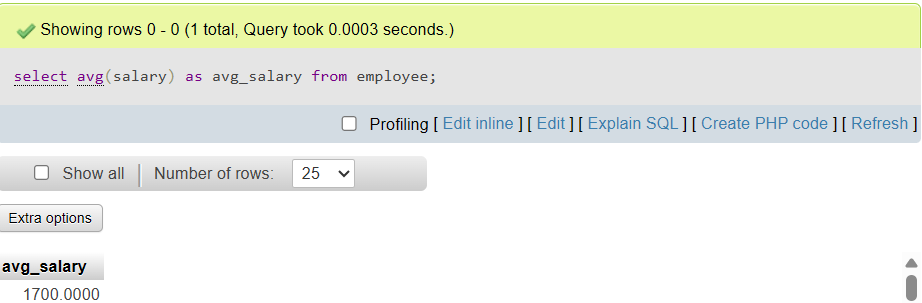 Showing rows 0 - 0 (1 total, Query took 0.0003 seconds.)
select avg(salary) as avg_salary from employee;
Profiling [ Edit inline ] [ Edit ] [ Explain SQL ] [ Create PHP code ] [ Refresh ]
Show all Number of rows: 25
Extra options
avg_salary
1700.0000